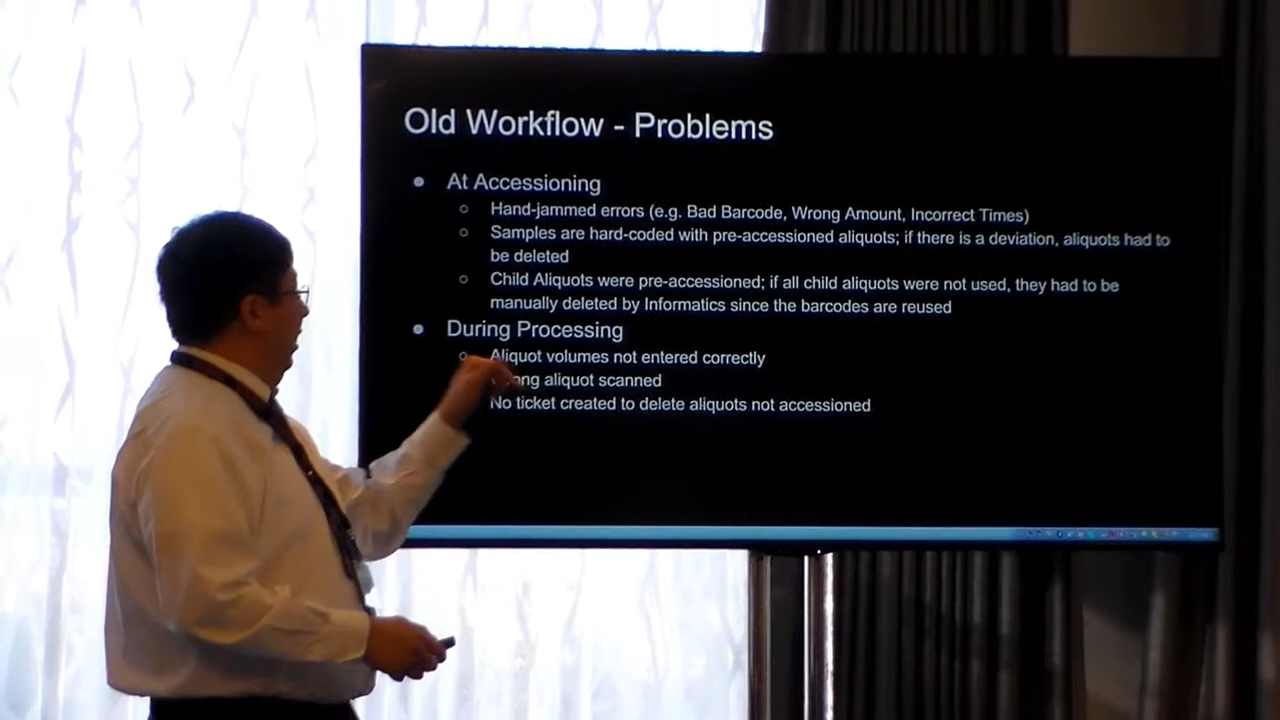 Old Workflow - Problems
● At Accessioning
○ Hand-jammed errors (e.g. Bad Barcode, Wrong Amount, Incorrect Times)
○ Samples are hard-coded with pre-accessioned aliquots; if there is a deviation, aliquots had to
be deleted
○ Child Aliquots were pre-accessioned; if all child aliquots were not used, they had to be
manually deleted by Informatics since the barcodes are reused
● During Processing
○ Aliquot volumes not entered correctly
aliquot scanned
No ticket created to delete aliquots not accessioned